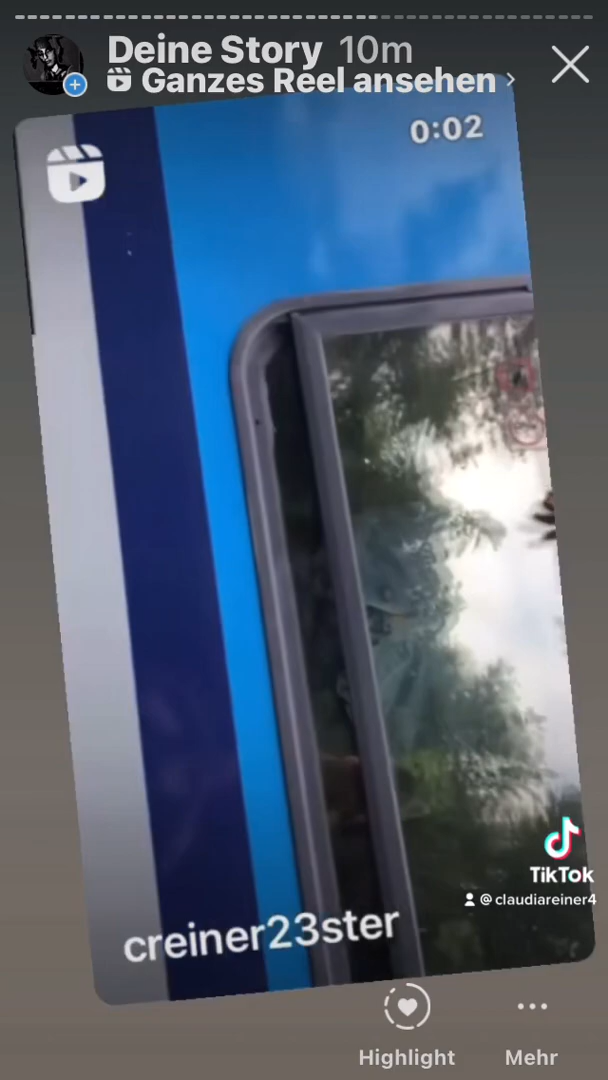 Deine Story 10m
Ganzes Reel ansehen
0:02
TikTok
@claudiareiner4
creiner23ster
Highlight
Mehr